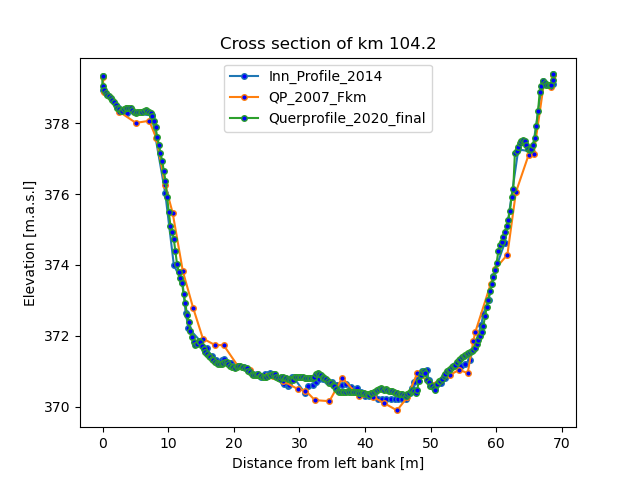 Cross section of km 104.2
Inn_Profile_2014
QP_2007_Fkm
Querprofile_2020_final
Elevation [m.a.s.l]
378
376
374
372
370
0 10 20 30 40 50 60 70
Distance from left bank [m]